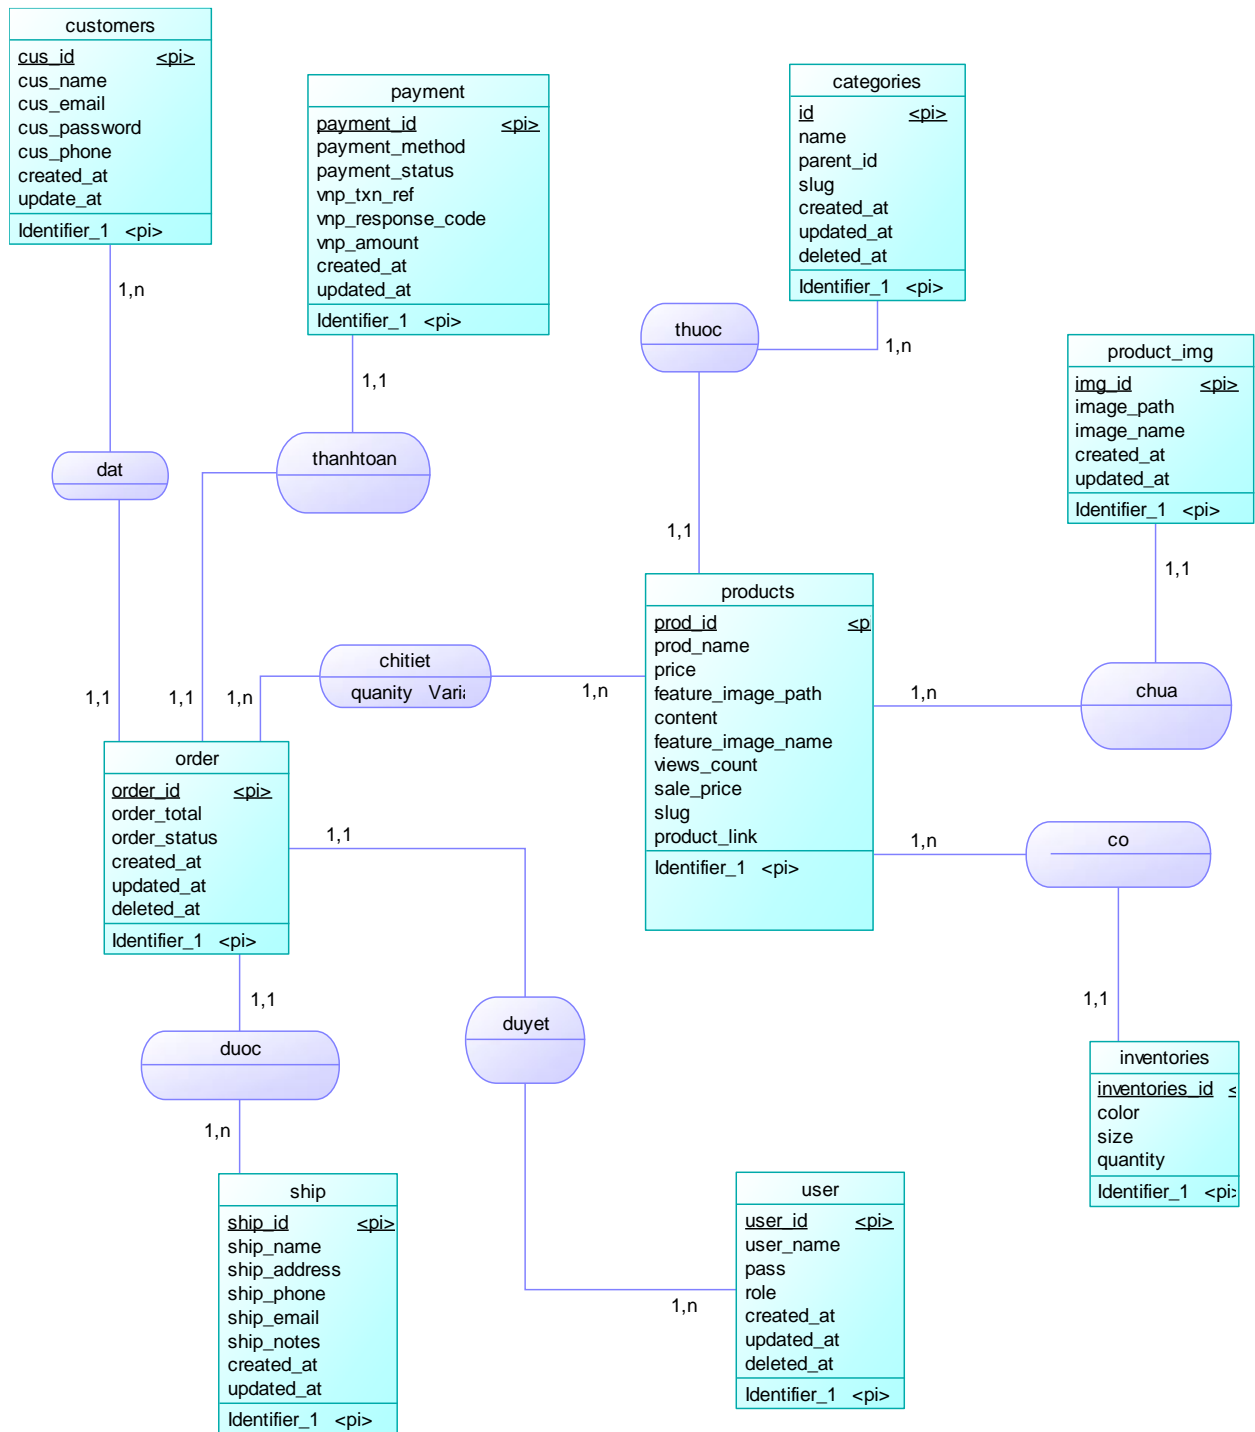 customers
cus_id <pi>
cus_name
cus_email
cus_password
cus_phone
created_at
update_at
Identifier_1 <pi>
1,n
payment
payment_id <pi>
payment_method
payment_status
vnp_txn_ref
vnp_response_code
vnp_amount
created_at
updated_at
Identifier_1 <pi>
1,1
categories
id <pi>
name
parent_id
slug
created_at
updated_at
deleted_at
Identifier_1 <pi>
1,n
thuoc
1,1
product_img
img_id <pi>
image_path
image_name
created_at
updated_at
Identifier_1 <pi>
1,1
dat
1,1
thanhtoan
1,1
chitiet
quanity Varia
1,n
1,n
products
prod_id <p
prod_name
price
feature_image_path
content
feature_image_name
views_count
sale_price
slug
product_link
Identifier_1 <pi>
1,n
chua
1,n
co
1,1
order
order_id <pi>
order_total
order_status
created_at
updated_at
deleted_at
Identifier_1 <pi>
1,1
1,1
duoc
1,n
duyet
1,n
inventories
inventories_id <
color
size
quantity
Identifier_1 <pi>
ship
ship_id <pi>
ship_name
ship_address
ship_phone
ship_email
ship_notes
created_at
updated_at
Identifier_1 <pi>
user
user_id <pi>
user_name
pass
role
created_at
updated_at
deleted_at
Identifier_1 <pi>